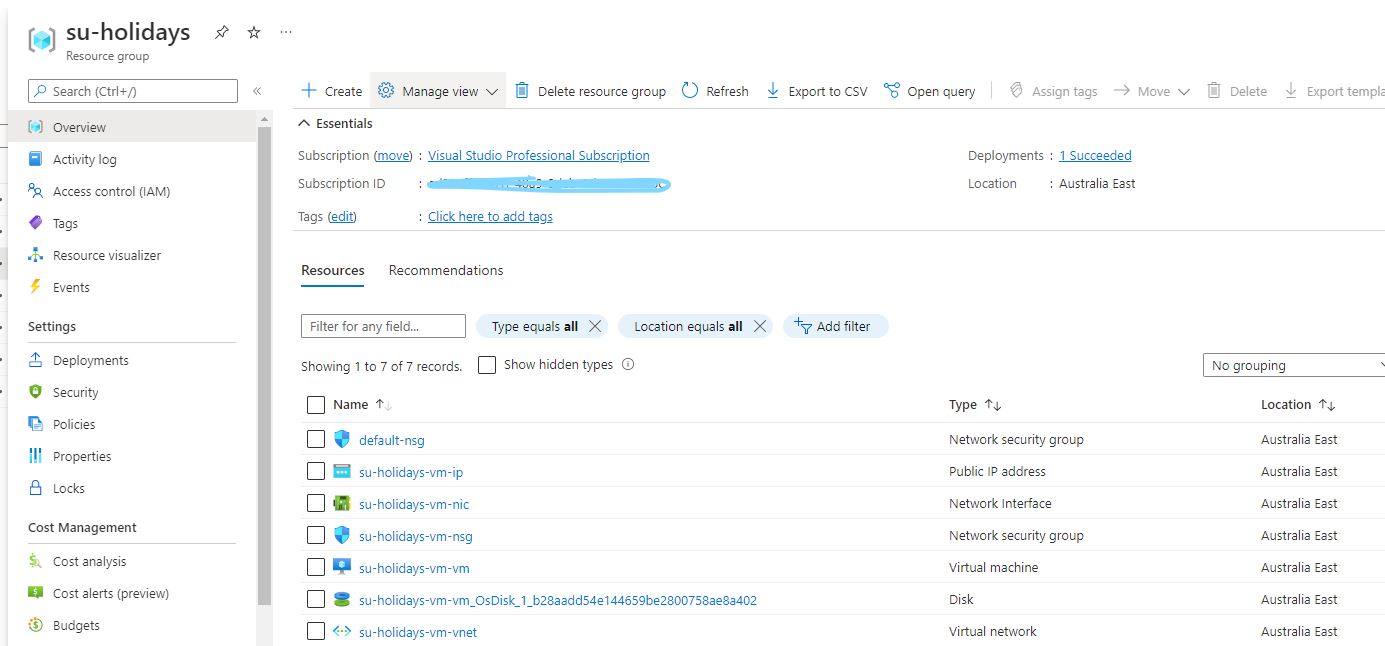 su-holidays
Resource group
Search (Ctrl+/)
Overview
Activity log
Access control (IAM)
Tags
Resource visualizer
Events
Settings
Deployments
Security
Policies
Properties
Locks
Cost Management
Cost analysis
Cost alerts (preview)
Budgets
Create Manage view Delete resource group Refresh Export to CSV Open query Assign tags Move Delete Export templa
Essentials
Subscription (move) : Visual Studio Professional Subscription Deployments : 1 Succeeded
Subscription ID : Location : Australia East
Tags (edit) : Click here to add tags
Resources Recommendations
Filter for any field... Type equals all Location equals all Add filter
Showing 1 to 7 of 7 records. Show hidden types No grouping
Name Type Location
default-nsg Network security group Australia East
su-holidays-vm-ip Public IP address Australia East
su-holidays-vm-nic Network Interface Australia East
su-holidays-vm-nsg Network security group Australia East
su-holidays-vm-vm Virtual machine Australia East
su-holidays-vm-vm_OsDisk_1_b28aadd54e144659be2800758ae8a402 Disk Australia East
su-holidays-vm-vnet Virtual network Australia East